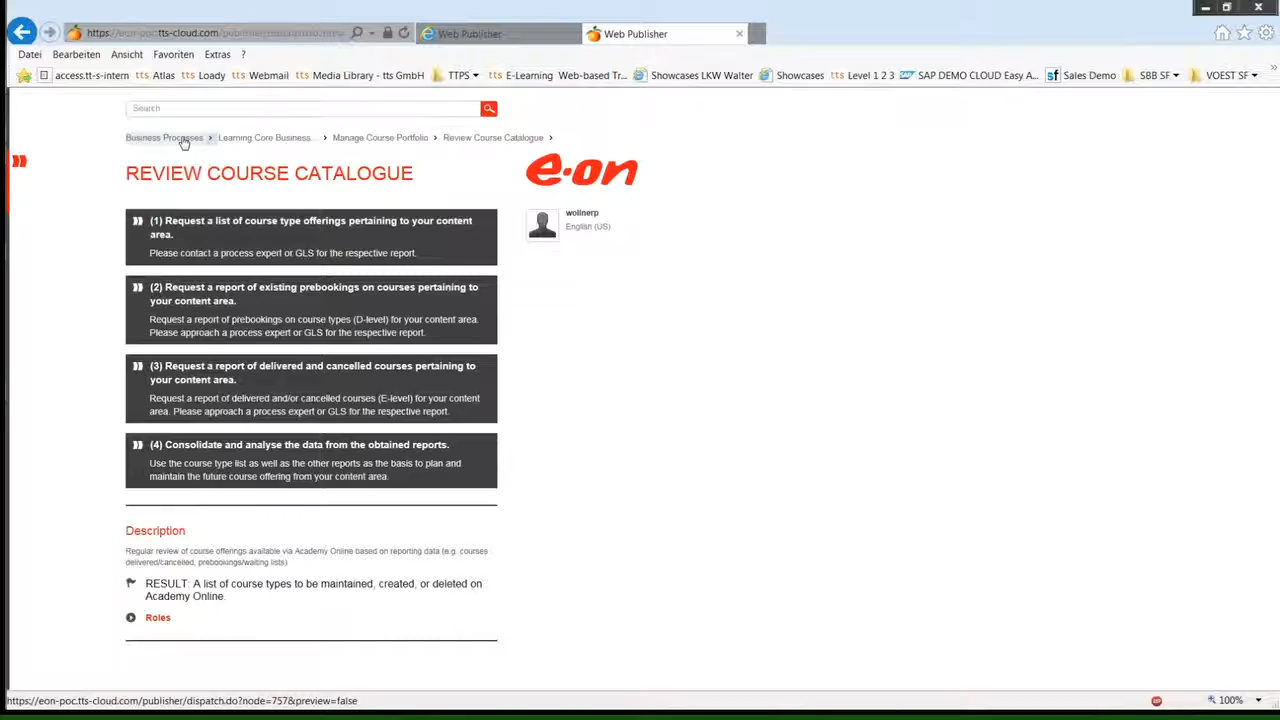 https://eon-poc.tts-cloud.com/
Web Publisher
Web Publisher
Datei Bearbeiten Ansicht Favoriten Extras ?
access.tt-s-intern tts Atlas tts Loady tts Webmail tts Media Library - tts GmbH TTPS tts E-Learning Web-based Tr... Showcases LKW Walter Showcases tts Level 1 2 3 SAP SAP DEMO CLOUD Easy A... sf Sales Demo SBB SF VOEST SF
Search
Business Processes Learning Core Business... Manage Course Portfolio Review Course Catalogue
REVIEW COURSE CATALOGUE
e·on
wollnerp
English (US)
(1) Request a list of course type offerings pertaining to your content
area.
Please contact a process expert or GLS for the respective report.
(2) Request a report of existing prebookings on courses pertaining to
your content area.
Request a report of prebookings on course types (D-level) for your content area.
Please approach a process expert or GLS for the respective report.
(3) Request a report of delivered and cancelled courses pertaining to
your content area.
Request a report of delivered and/or cancelled courses (E-level) for your content
area. Please approach a process expert or GLS for the respective report.
(4) Consolidate and analyse the data from the obtained reports.
Use the course type list as well as the other reports as the basis to plan and
maintain the future course offering from your content area.
Description
Regular review of course offerings available via Academy Online based on reporting data (e.g. courses
delivered/cancelled, prebookings/waiting lists)
RESULT: A list of course types to be maintained, created, or deleted on
Academy Online.
Roles
https://eon-poc.tts-cloud.com/publisher/dispatch.do?node=757&preview=false
100%